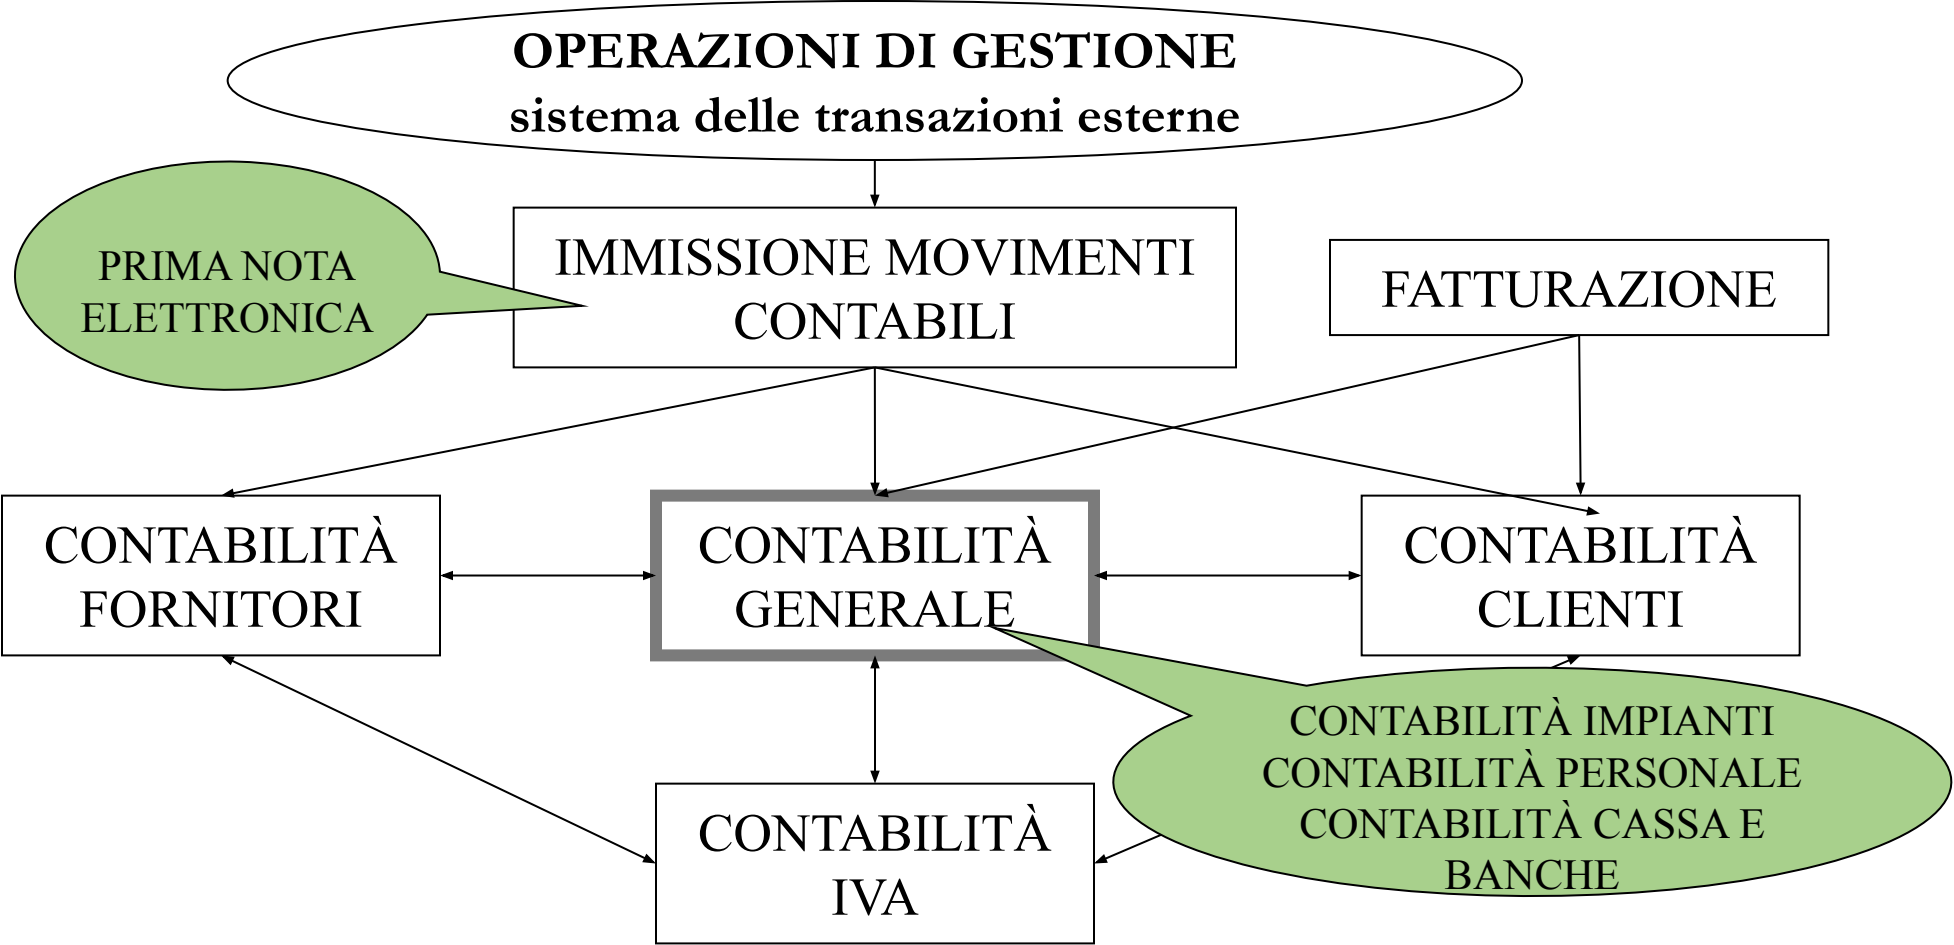 OPERAZIONI DI GESTIONE
sistema delle transazioni esterne
PRIMA NOTA
ELETTRONICA
IMMISSIONE MOVIMENTI
CONTABILI
FATTURAZIONE
CONTABILITÀ
FORNITORI
CONTABILITÀ
GENERALE
CONTABILITÀ
CLIENTI
CONTABILITÀ IMPIANTI
CONTABILITÀ PERSONALE
CONTABILITÀ CASSA E
BANCHE
CONTABILITÀ
IVA